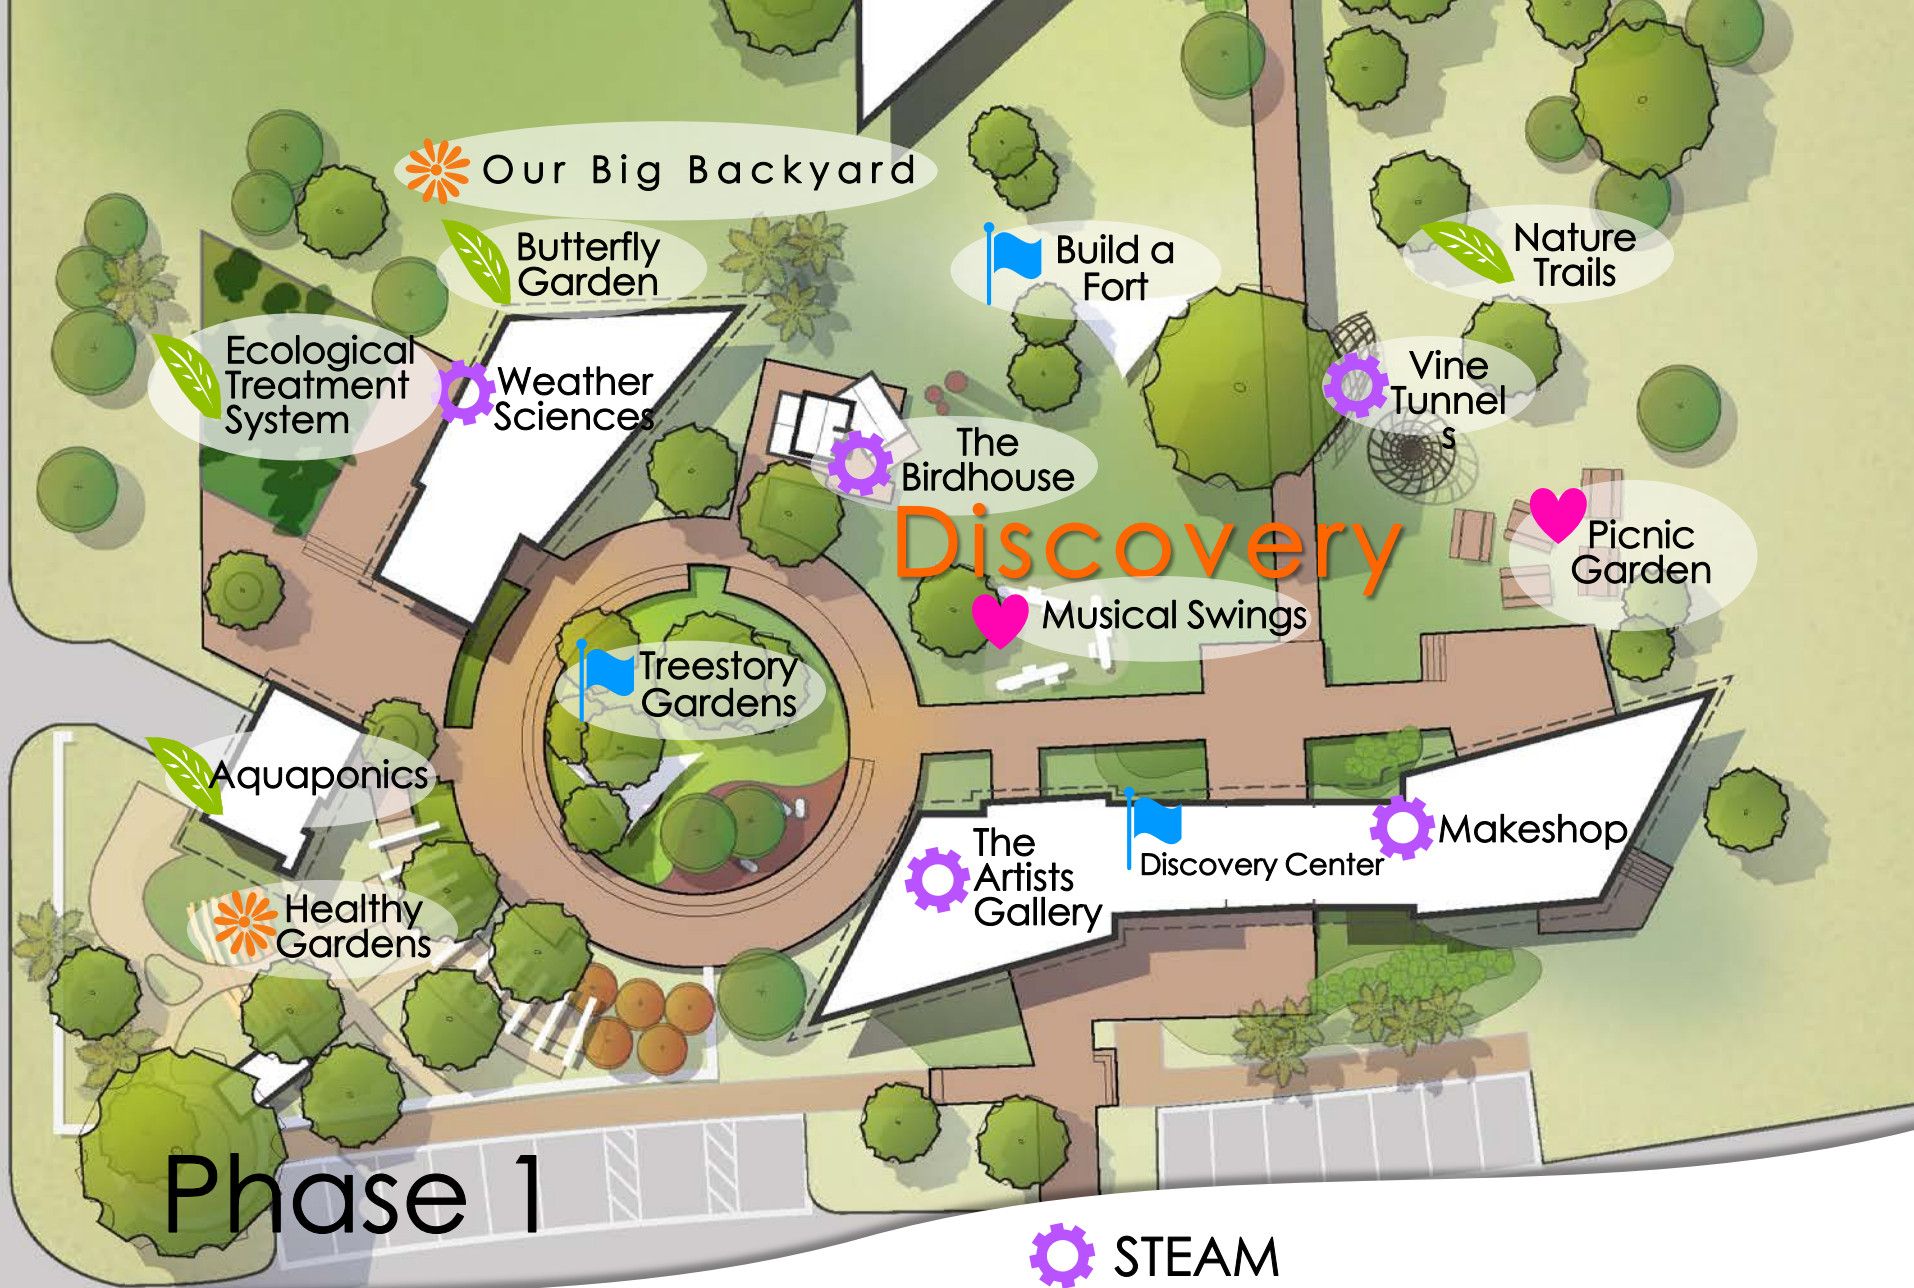 Our Big Backyard
Butterfly
Garden
Build a
Fort
Nature
Trails
Ecological
Treatment
System
Weather
Sciences
Vine
Tunnel
s
The
Birdhouse
Discovery
Picnic
Garden
Musical Swings
Treestory
Gardens
Aquaponics
The
Artists
Gallery
Discovery Center
Makeshop
Healthy
Gardens
Phase 1
STEAM